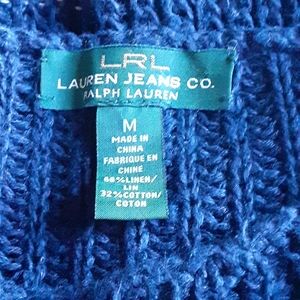 LRL
LAUREN JEANS CO.
RALPH LAUREN
M
MADE IN
CHINA
FABRIQUE EN
CHINE
68%LINEN/
LIN
32%COTTON/
COTON